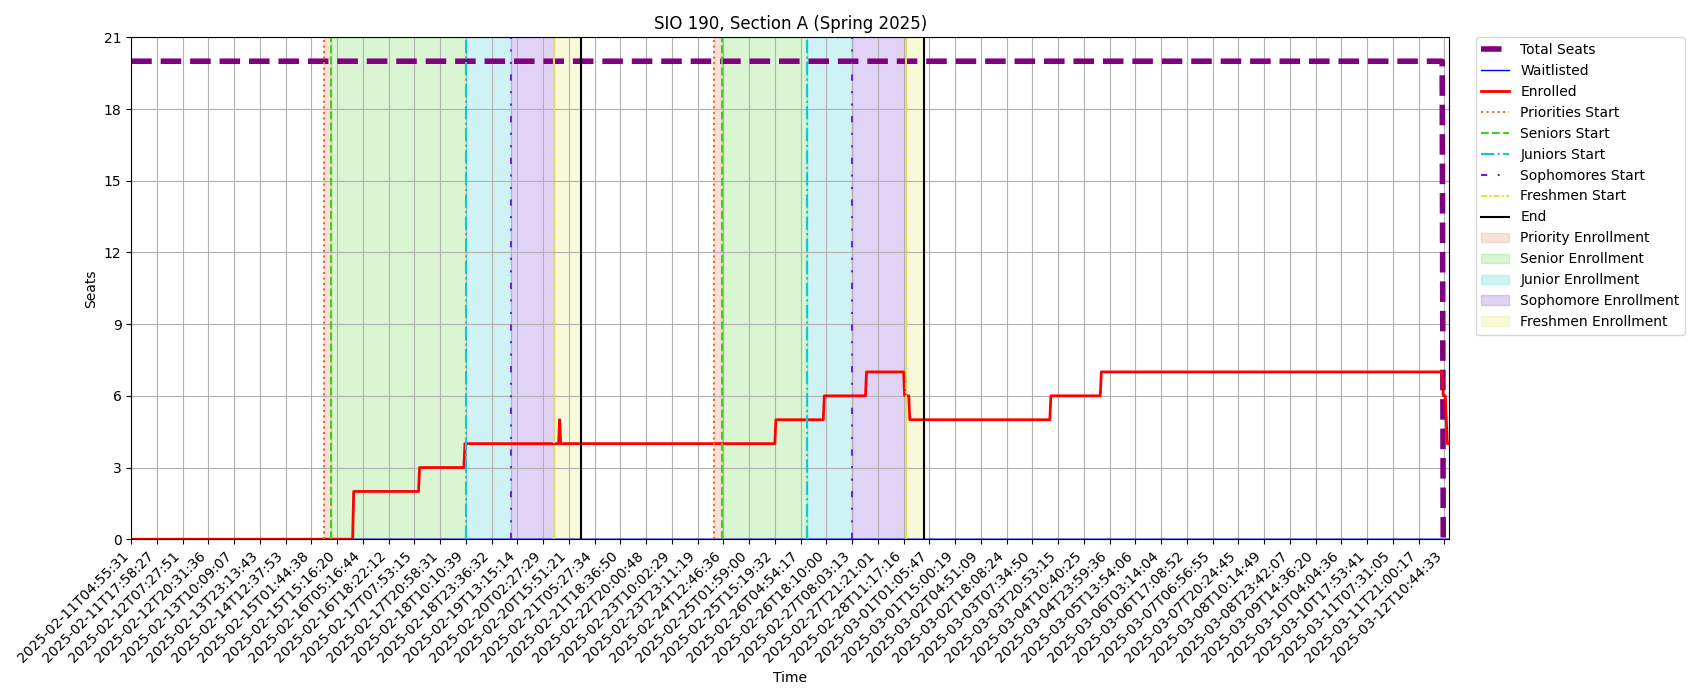 SIO 190, Section A (Spring 2025)
Seats
21
18
15
12
9
6
3
0
2025-02-11T04:55:31
2025-02-11T17:58:27
2025-02-12T07:27:51
2025-02-12T20:31:36
2025-02-13T10:09:07
2025-02-13T23:13:43
2025-02-14T12:37:53
2025-02-15T01:44:38
2025-02-15T15:16:20
2025-02-16T05:16:44
2025-02-16T18:22:12
2025-02-17T07:53:15
2025-02-17T20:58:31
2025-02-18T10:10:39
2025-02-18T23:36:32
2025-02-19T13:15:14
2025-02-20T02:27:29
2025-02-20T15:51:21
2025-02-21T05:27:34
2025-02-21T18:36:50
2025-02-22T20:00:48
2025-02-23T10:02:29
2025-02-23T23:11:19
2025-02-24T12:46:36
2025-02-25T01:59:00
2025-02-25T15:19:32
2025-02-26T04:54:17
2025-02-26T18:10:00
2025-02-27T08:03:13
2025-02-27T21:21:01
2025-02-28T11:17:16
2025-03-01T01:05:47
2025-03-01T15:00:19
2025-03-02T04:51:09
2025-03-02T18:08:24
2025-03-03T07:34:50
2025-03-03T20:53:15
2025-03-04T10:40:25
2025-03-04T23:59:36
2025-03-05T13:54:06
2025-03-06T03:14:04
2025-03-06T17:08:52
2025-03-07T06:56:55
2025-03-07T20:24:45
2025-03-08T10:14:49
2025-03-08T23:42:07
2025-03-09T14:36:20
2025-03-10T04:04:36
2025-03-10T17:53:41
2025-03-11T07:31:05
2025-03-11T21:00:17
2025-03-12T10:44:33
Time
Total Seats
Waitlisted
Enrolled
Priorities Start
Seniors Start
Juniors Start
Sophomores Start
Freshmen Start
End
Priority Enrollment
Senior Enrollment
Junior Enrollment
Sophomore Enrollment
Freshmen Enrollment